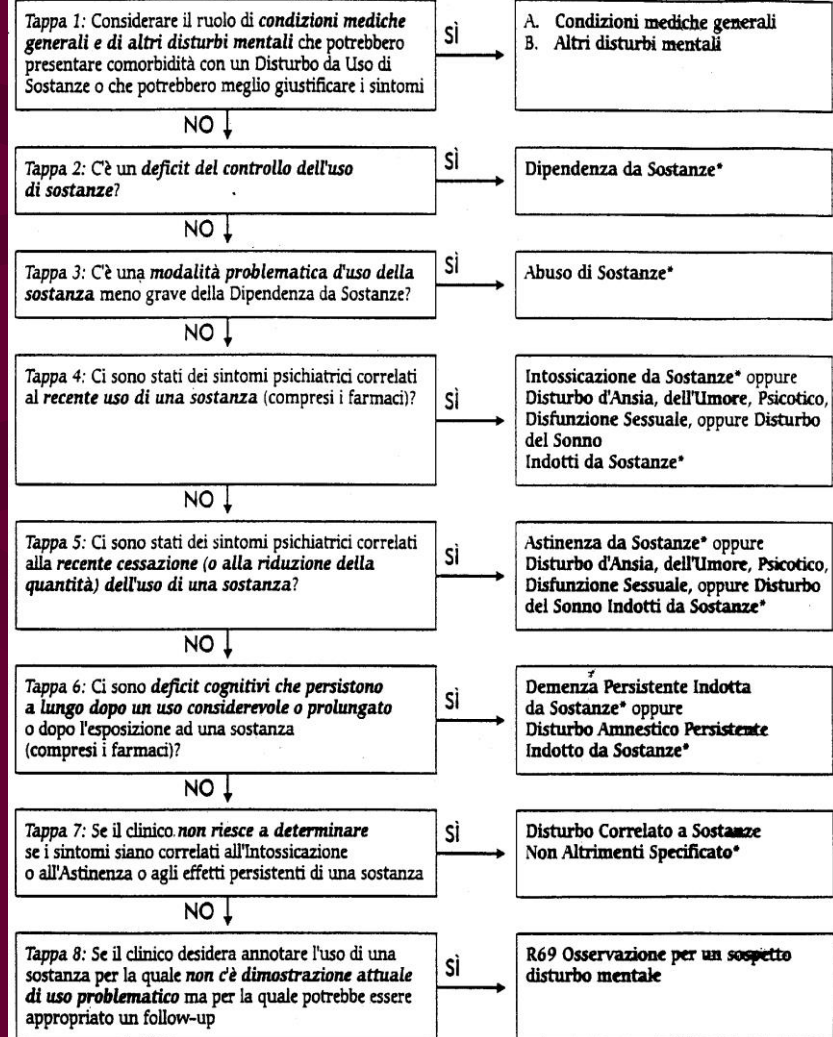 Tappa 1: Considerare il ruolo di condizioni mediche
generali e di altri disturbi mentali che potrebbero
presentare comorbidità con un Disturbo da Uso di
Sostanze o che potrebbero meglio giustificare i sintomi
SÌ
A. Condizioni mediche generali
B. Altri disturbi mentali
NO
Tappa 2: C'è un deficit del controllo dell'uso
di sostanze?
SÌ
Dipendenza da Sostanze*
NO
Tappa 3: C'è una modalità problematica d'uso della
sostanza meno grave della Dipendenza da Sostanze?
SÌ
Abuso di Sostanze*
NO
Tappa 4: Ci sono stati dei sintomi psichiatrici correlati
al recente uso di una sostanza (compresi i farmaci)?
SÌ
Intossicazione da Sostanze* oppure
Disturbo d'Ansia, dell'Umore, Psicotico,
Disfunzione Sessuale, oppure Disturbo
del Sonno
Indotti da Sostanze*
NO
Tappa 5: Ci sono stati dei sintomi psichiatrici correlati
alla recente cessazione (o alla riduzione della
quantità) dell'uso di una sostanza?
SÌ
Astinenza da Sostanze* oppure
Disturbo d'Ansia, dell'Umore, Psicotico,
Disfunzione Sessuale, oppure Disturbo
del Sonno Indotti da Sostanze*
NO
Tappa 6: Ci sono deficit cognitivi che persistono
a lungo dopo un uso considerevole o prolungato
o dopo l'esposizione ad una sostanza
(compresi i farmaci)?
SÌ
Demenza Persistente Indotta
da Sostanze* oppure
Disturbo Amnestico Persistente
Indotto da Sostanze*
NO
Tappa 7: Se il clinico non riesce a determinare
se i sintomi siano correlati all'Intossicazione
o all'Astinenza o agli effetti persistenti di una sostanza
SÌ
Disturbo Correlato a Sostanze
Non Altrimenti Specificato*
NO
Tappa 8: Se il clinico desidera annotare l'uso di una
sostanza per la quale non c'è dimostrazione attuale
di uso problematico ma per la quale potrebbe essere
appropriato un follow-up
SÌ
R69 Osservazione per un sospetto
disturbo mentale